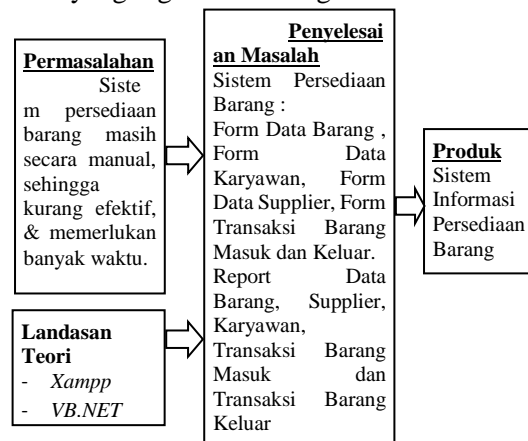 Permasalahan
Siste
m persediaan
barang masih
secara manual,
sehingga
kurang efektif,
& memerlukan
banyak waktu.
Landasan
Teori
- Xampp
- VB.NET
Penyelesai
an Masalah
Sistem Persediaan
Barang :
Form Data Barang ,
Form Data
Karyawan, Form
Data Supplier, Form
Transaksi Barang
Masuk dan Keluar.
Report Data
Barang, Supplier,
Karyawan,
Transaksi Barang
Masuk dan
Transaksi Barang
Keluar
Produk
Sistem
Informasi
Persediaan
Barang